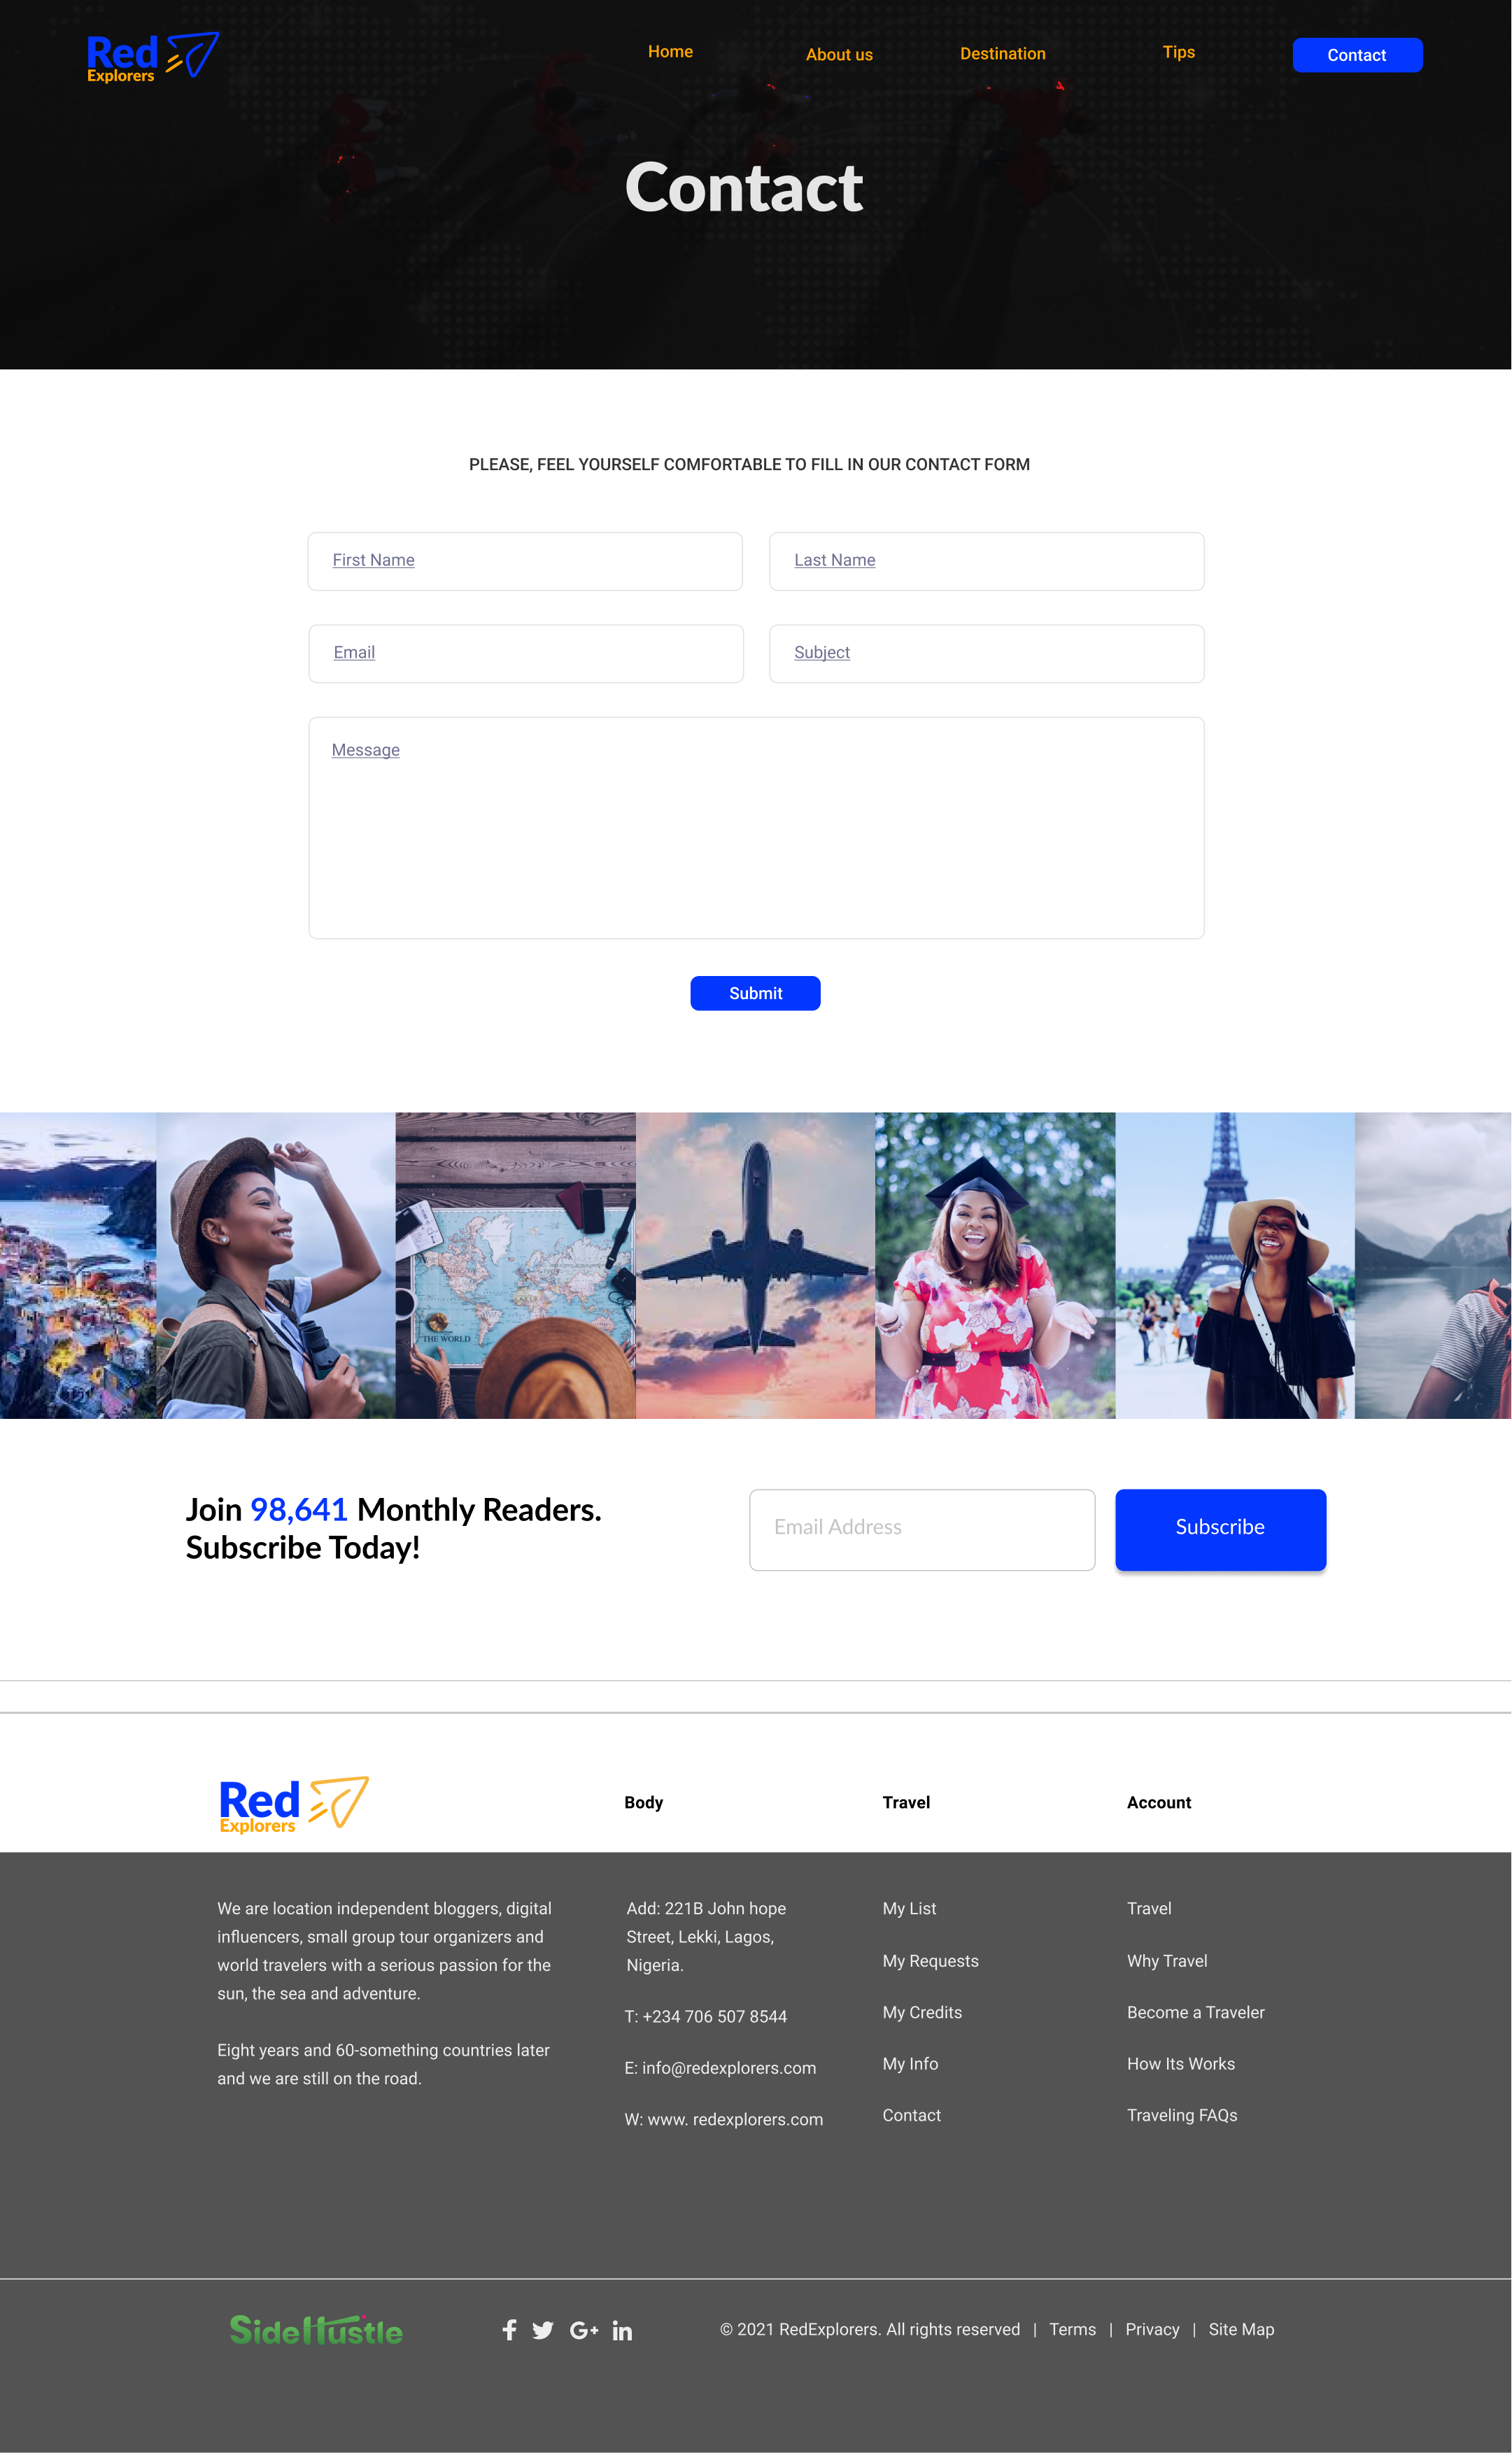 Red
Explorers
Home
About us
Destination
Tips
Contact
Contact
PLEASE, FEEL YOURSELF COMFORTABLE TO FILL IN OUR CONTACT FORM
First Name
Last Name
Email
Subject
Message
Submit
THE WORLD
Join 98,641 Monthly Readers.
Subscribe Today!
Email Address
Subscribe
Red
Explorers
Body
Travel
Account
We are location independent bloggers, digital
influencers, small group tour organizers and
world travelers with a serious passion for the
sun, the sea and adventure.
Eight years and 60-something countries later
and we are still on the road.
Add: 221B John hope
Street, Lekki, Lagos,
Nigeria.
T: +234 706 507 8544
E: info@redexplorers.com
W: www. redexplorers.com
My List
My Requests
My Credits
My Info
Contact
Travel
Why Travel
Become a Traveler
How Its Works
Traveling FAQs
SideHustle
© 2021 RedExplorers. All rights reserved | Terms | Privacy | Site Map